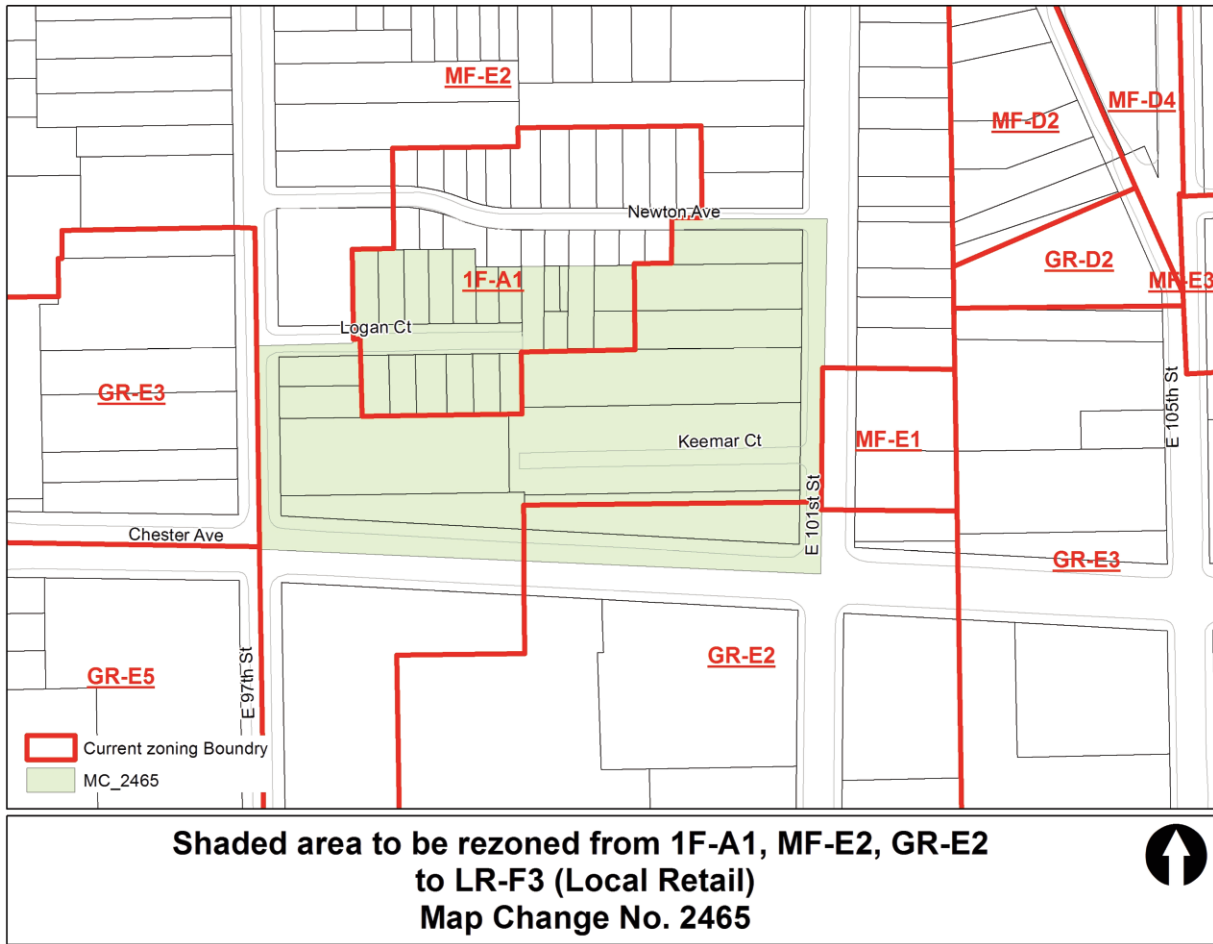 MF-E2
MF-D4
MF-D2
Newton Ave
GR-D2
1F-A1
MF-E3
Logan Ct
GR-E3
E 105th St
Keemar Ct
MF-E1
E 101st St
Chester Ave
GR-E3
GR-E2
GR-E5
E 97th St
Current zoning Boundry
MC_2465
Shaded area to be rezoned from 1F-A1, MF-E2, GR-E2
to LR-F3 (Local Retail)
Map Change No. 2465